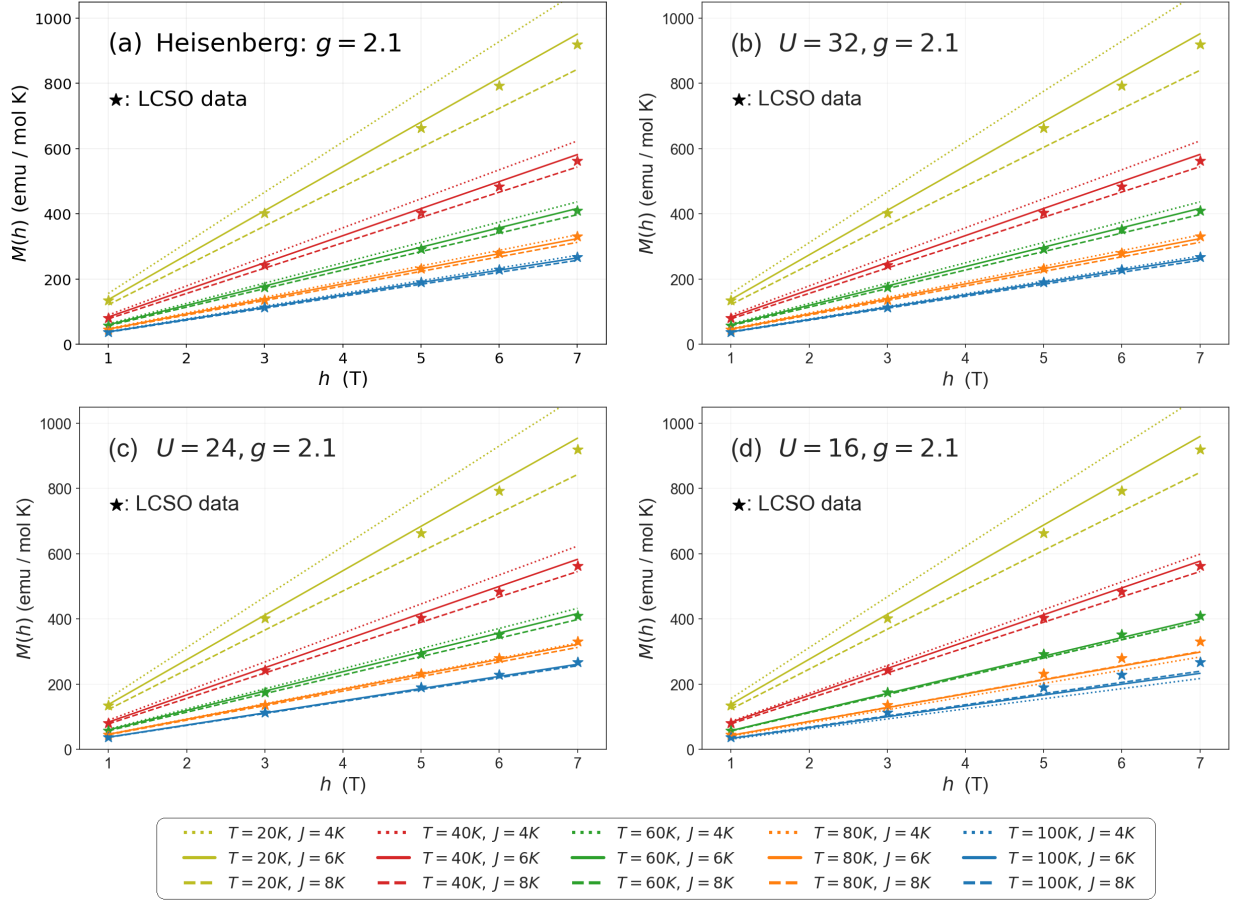 (a) Heisenberg: g = 2.1
★: LCSO data
M(h) (emu / mol K)
1000
800
600
400
200
0
1 2 3 4 5 6 7
h (T)
(b) U = 32, g = 2.1
★: LCSO data
M(h) (emu / mol K)
1000
800
600
400
200
0
1 2 3 4 5 6 7
h (T)
(c) U = 24, g = 2.1
★: LCSO data
M(h) (emu / mol K)
1000
800
600
400
200
0
1 2 3 4 5 6 7
h (T)
(d) U = 16, g = 2.1
★: LCSO data
M(h) (emu / mol K)
1000
800
600
400
200
0
1 2 3 4 5 6 7
h (T)
T = 20K, J = 4K T = 40K, J = 4K T = 60K, J = 4K T = 80K, J = 4K T = 100K, J = 4K
T = 20K, J = 6K T = 40K, J = 6K T = 60K, J = 6K T = 80K, J = 6K T = 100K, J = 6K
T = 20K, J = 8K T = 40K, J = 8K T = 60K, J = 8K T = 80K, J = 8K T = 100K, J = 8K